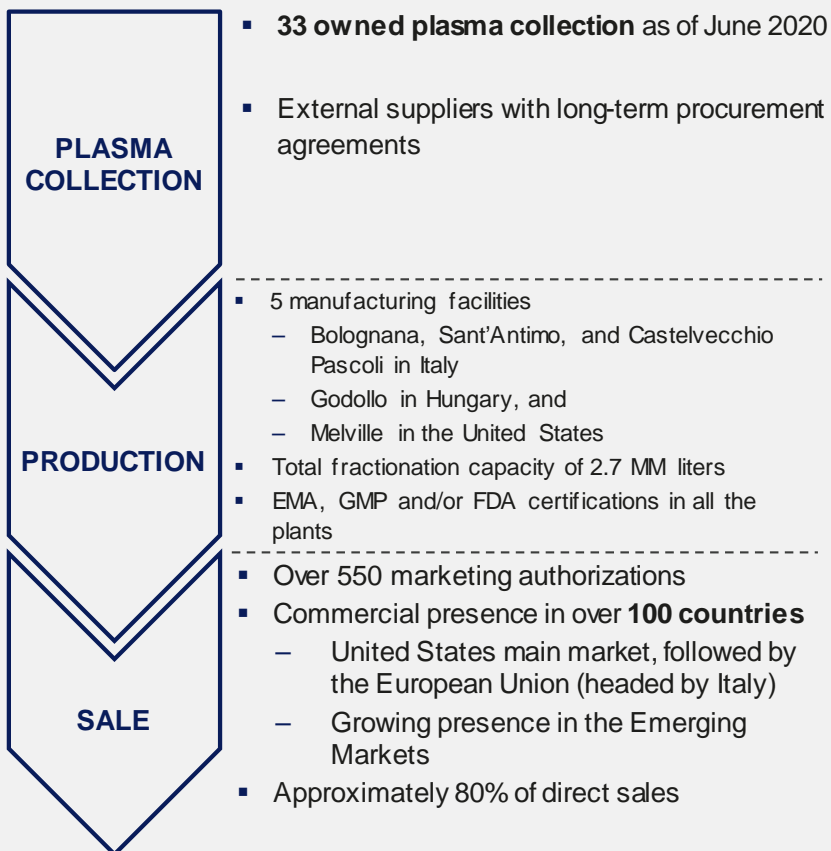 33 owned plasma collection as of June 2020
External suppliers with long-term procurement
agreements
PLASMA
COLLECTION
5 manufacturing facilities
– Bolognana, Sant'Antimo, and Castelvecchio
Pascoli in Italy
– Godollo in Hungary, and
– Melville in the United States
PRODUCTION
Total fractionation capacity of 2.7 MM liters
EMA, GMP and/or FDA certifications in all the
plants
Over 550 marketing authorizations
Commercial presence in over 100 countries
– United States main market, followed by
the European Union (headed by Italy)
SALE
– Growing presence in the Emerging
Markets
Approximately 80% of direct sales